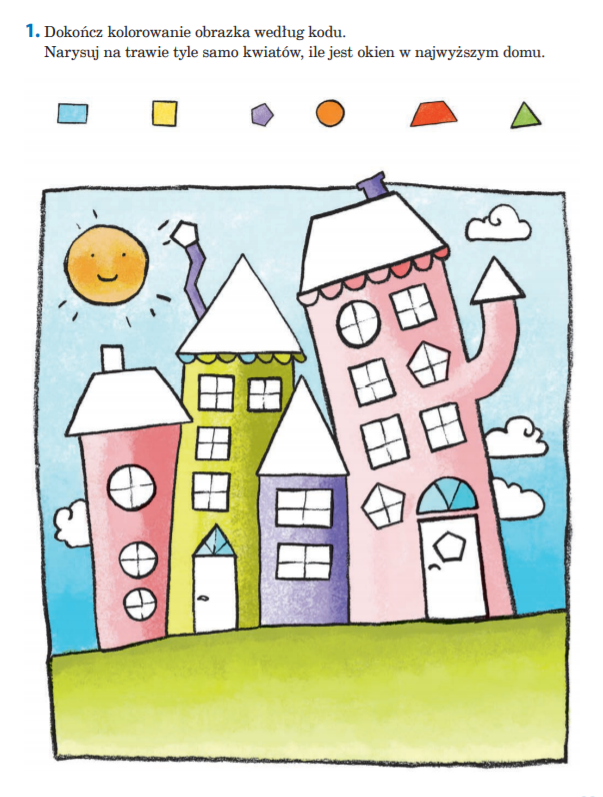 1. Dokończ kolorowanie obrazka według kodu.
Narysuj na trawie tyle samo kwiatów, ile jest okien w najwyższym domu.